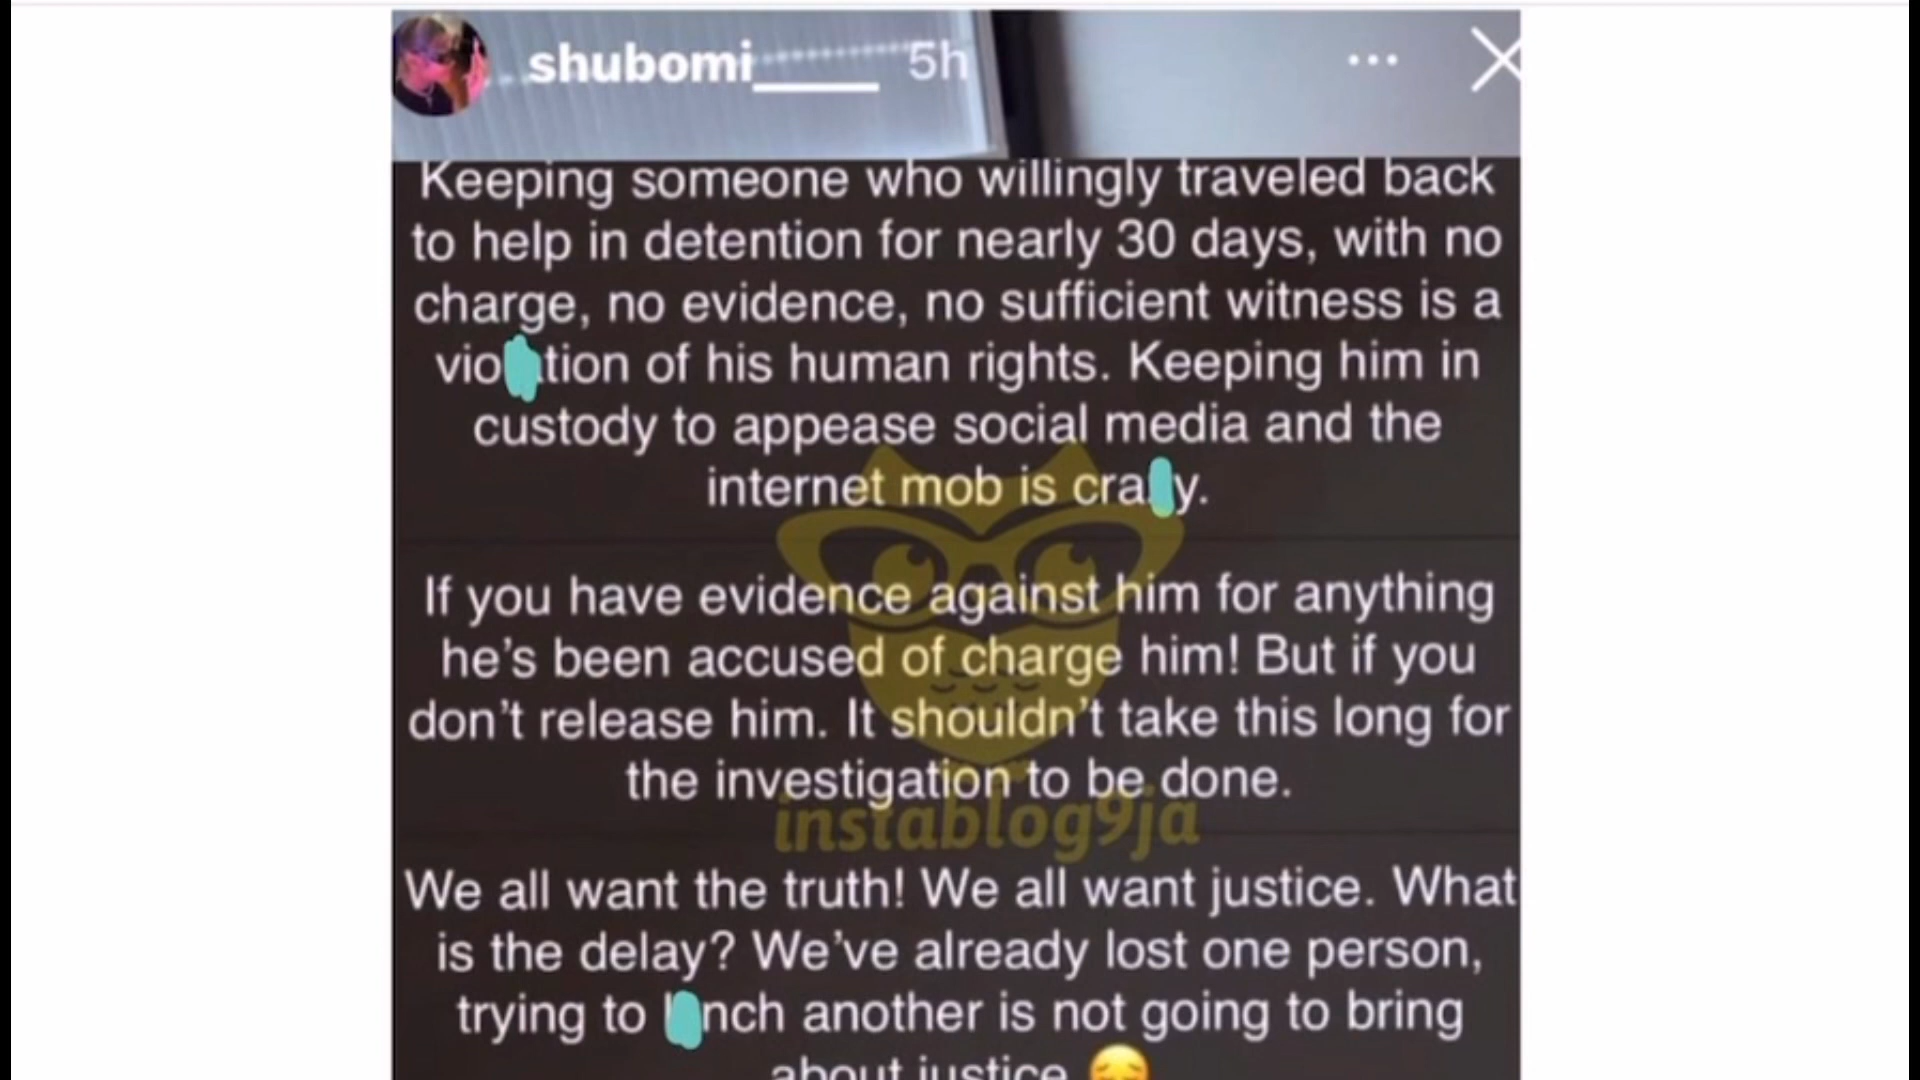 shubomi_____ 5h
Keeping someone who willingly traveled back
to help in detention for nearly 30 days, with no
charge, no evidence, no sufficient witness is a
vio tion of his human rights. Keeping him in
custody to appease social media and the
internet mob is cra y.
If you have evidence against him for anything
he's been accused of charge him! But if you
don't release him. It shouldn't take this long for
the investigation to be done.
instablog9ja
We all want the truth! We all want justice. What
is the delay? We've already lost one person,
trying to l nch another is not going to bring
about justice 😔